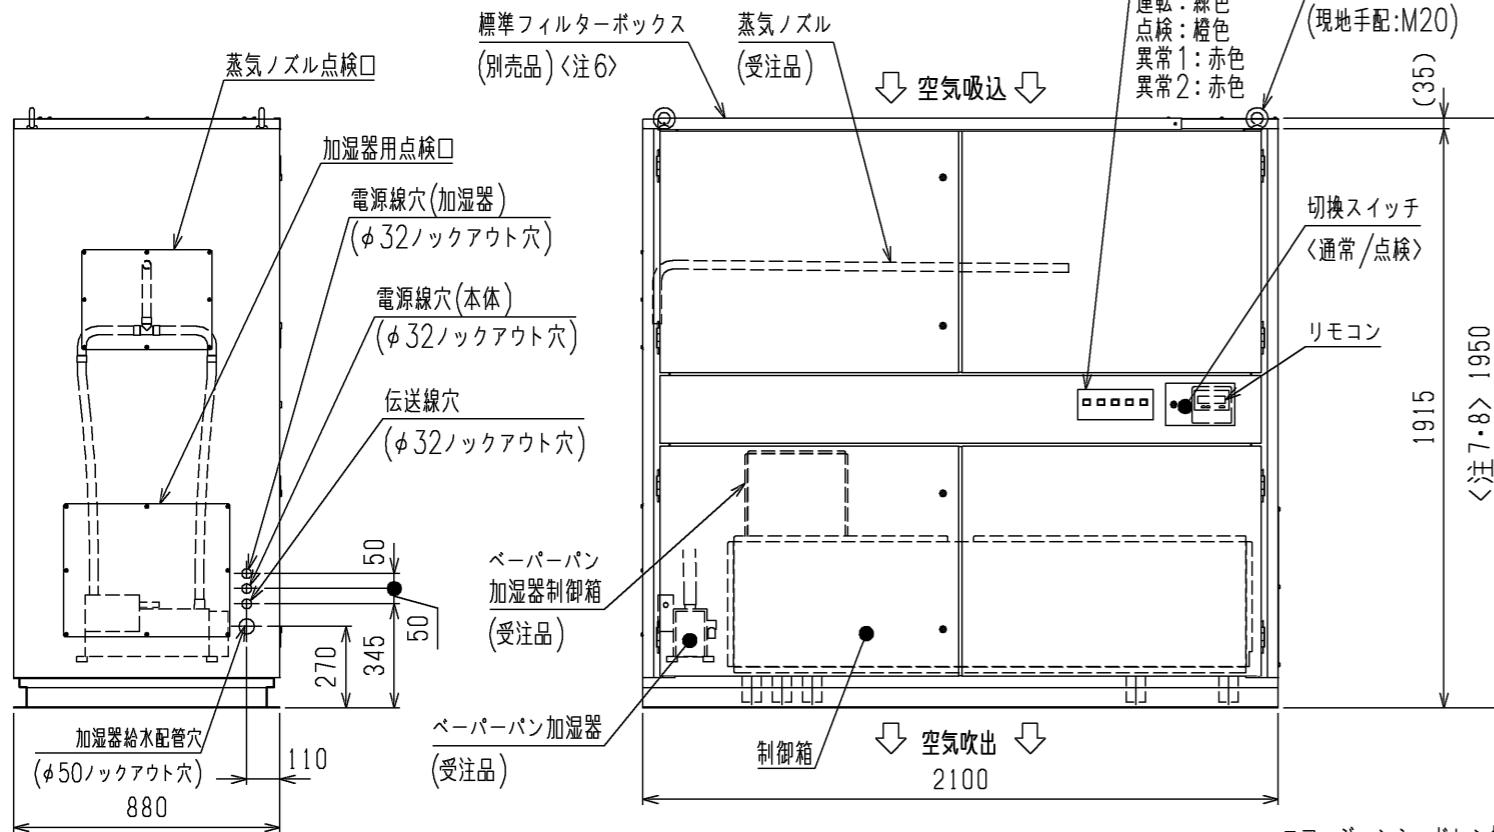 標準フィルターボックス
(別売品)〈注6〉
蒸気ノズル
(受注品)
空気吸込
運転:緑色
点検:橙色
異常1:赤色
異常2:赤色
(現地手配:M20)
(35)
蒸気ノズル点検口
加湿器用点検口
電源線穴(加湿器)
(φ32ノックアウト穴)
電源線穴(本体)
(φ32ノックアウト穴)
伝送線穴
(φ32ノックアウト穴)
切換スイッチ
〈通常/点検〉
リモコン
1915
〈注7・8〉 1950
50
50
345
270
ベーパーパン
加湿器制御箱
(受注品)
ベーパーパン加湿器
(受注品)
制御箱
空気吹出
加湿器給水配管穴
(φ50ノックアウト穴)
110
880
2100